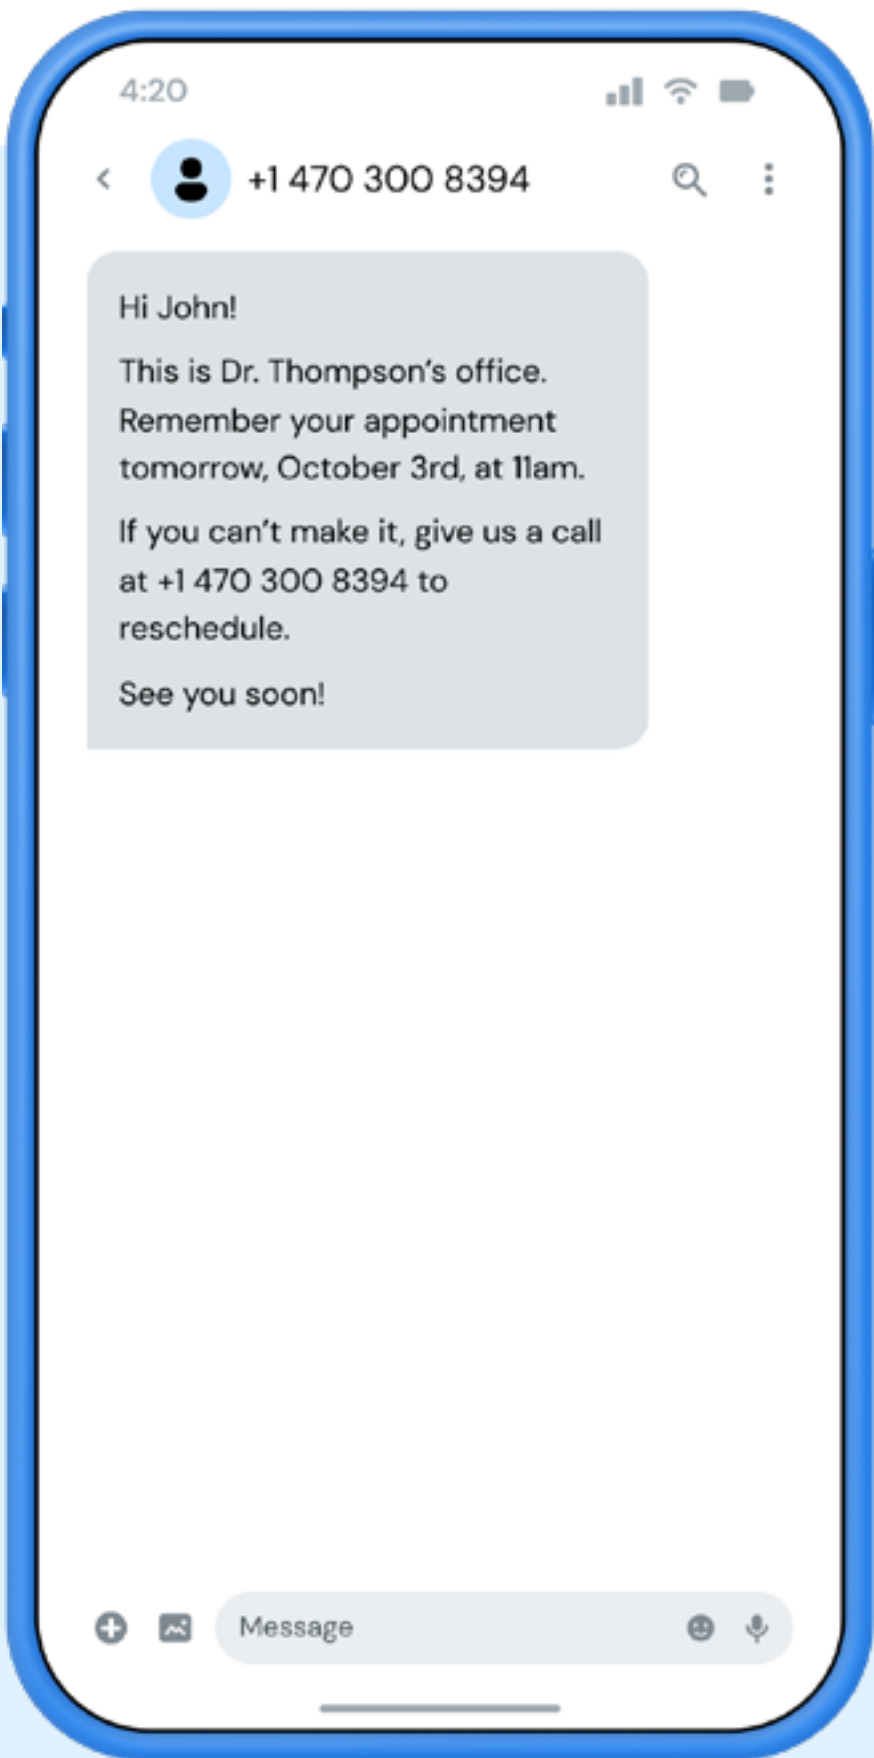 4:20
+1 470 300 8394
Hi John!
This is Dr. Thompson’s office.
Remember your appointment
tomorrow, October 3rd, at 11am.
If you can’t make it, give us a call
at +1 470 300 8394 to
reschedule.
See you soon!
Message